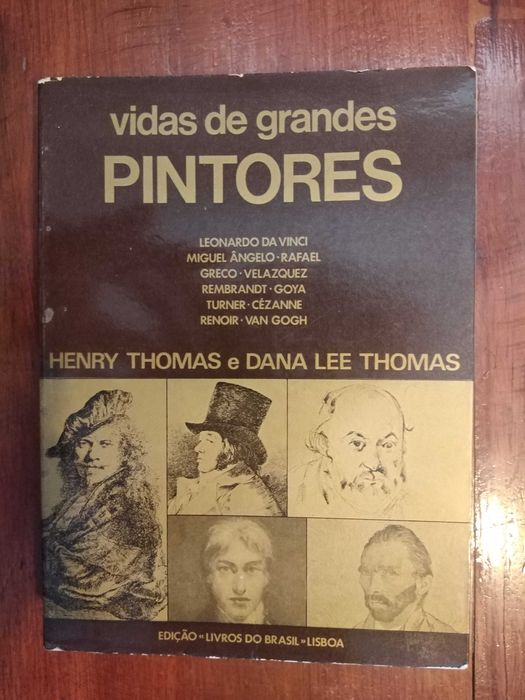 vidas de grandes
PINTORES
LEONARDO DA VINCI
MIGUEL ÂNGELO · RAFAEL
GRECO · VELAZQUEZ
REMBRANDT · GOYA
TURNER · CÉZANNE
RENOIR · VAN GOGH
HENRY THOMAS e DANA LEE THOMAS
EDIÇÃO «LIVROS DO BRASIL» LISBOA